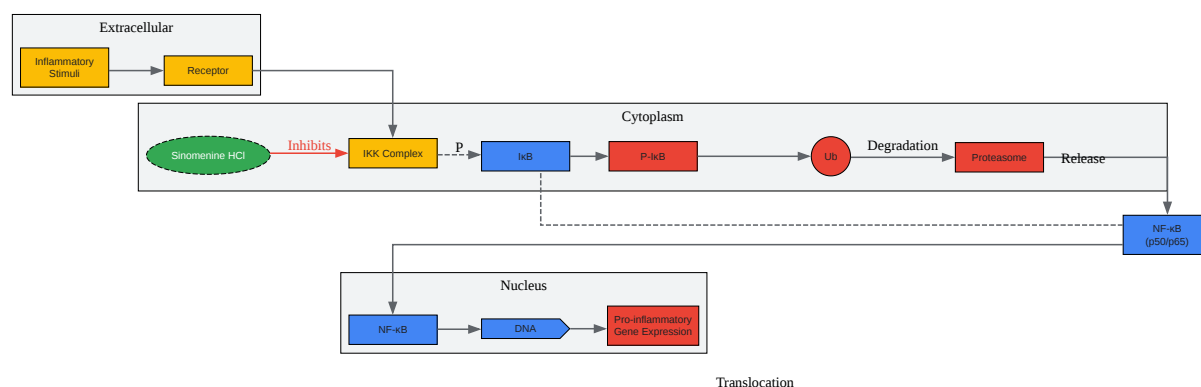 Extracellular
Inflammatory
Stimuli
Receptor
Cytoplasm
Sinomenine HCl
Inhibits
IKK Complex
P
IκB
P-IκB
Ub
Degradation
Proteasome
Release
NF-κB
(p50/p65)
Nucleus
NF-κB
DNA
Pro-inflammatory
Gene Expression
Translocation